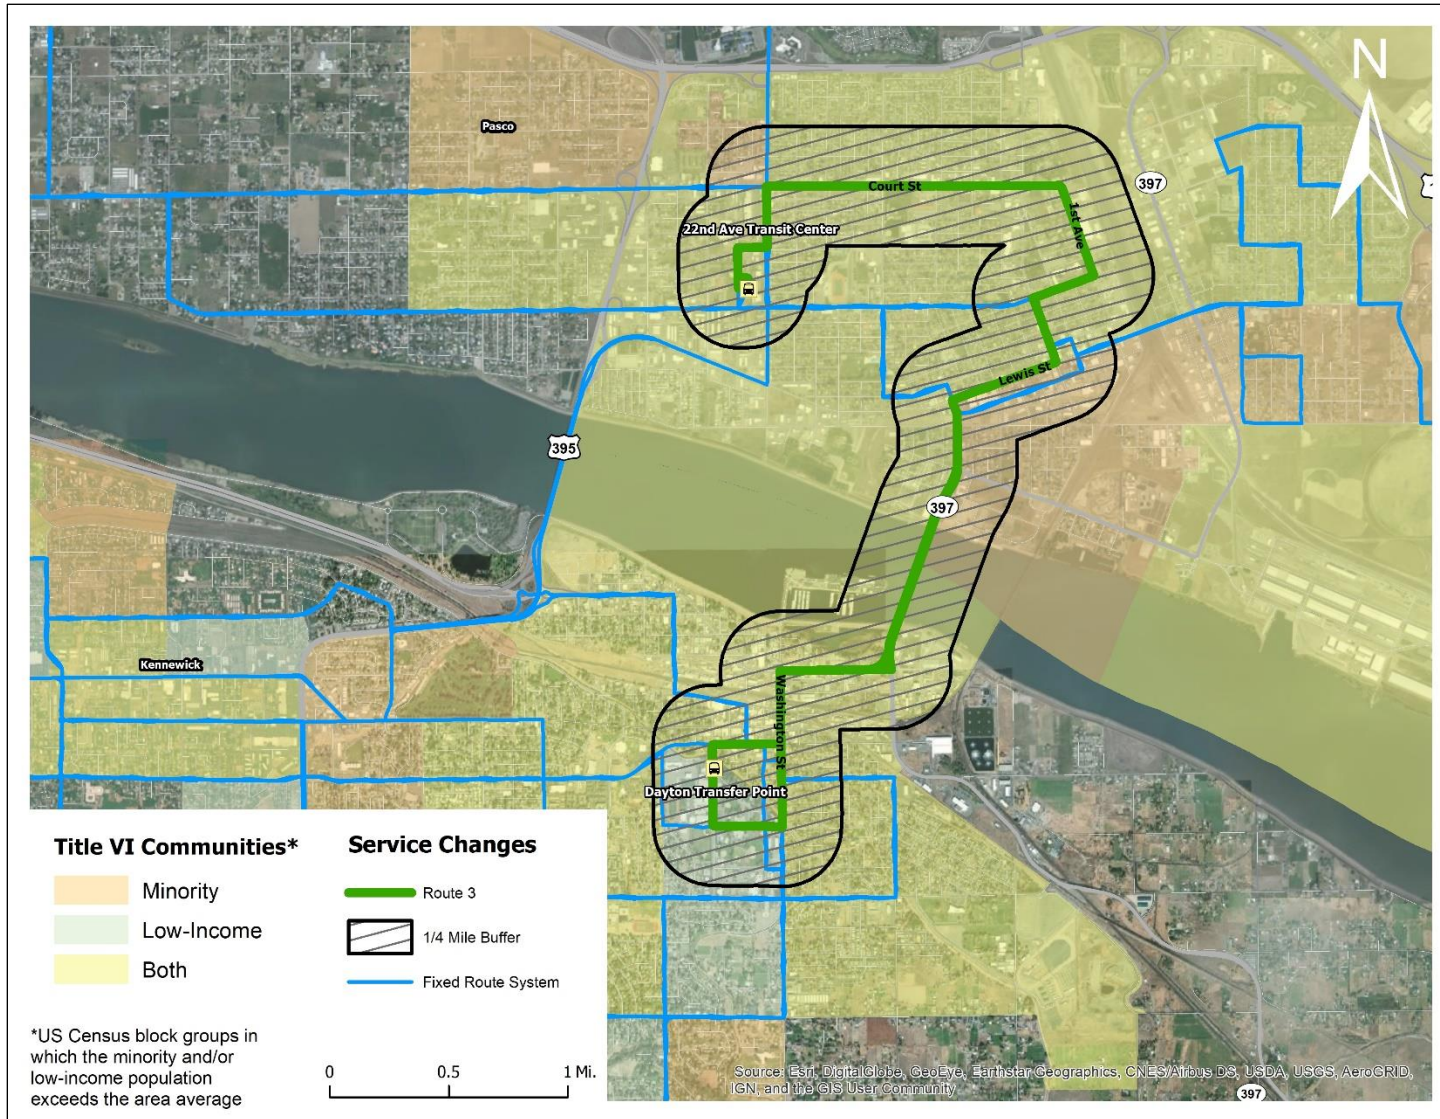 N
Pasco
Court St
397
1st Ave
22nd Ave Transit Center
Lewis St
395
397
Kennewick
Washington St
Dayton Transfer Point
Title VI Communities*
Minority
Low-Income
Both
*US Census block groups in
which the minority and/or
low-income population
exceeds the area average
Service Changes
Route 3
1/4 Mile Buffer
Fixed Route System
0 0.5 1 Mi.
Source: Esri, DigitalGlobe, GeoEye, Earthstar Geographics, CNES/Airbus DS, USDA, USGS, AeroGRID,
IGN, and the GIS User Community
397